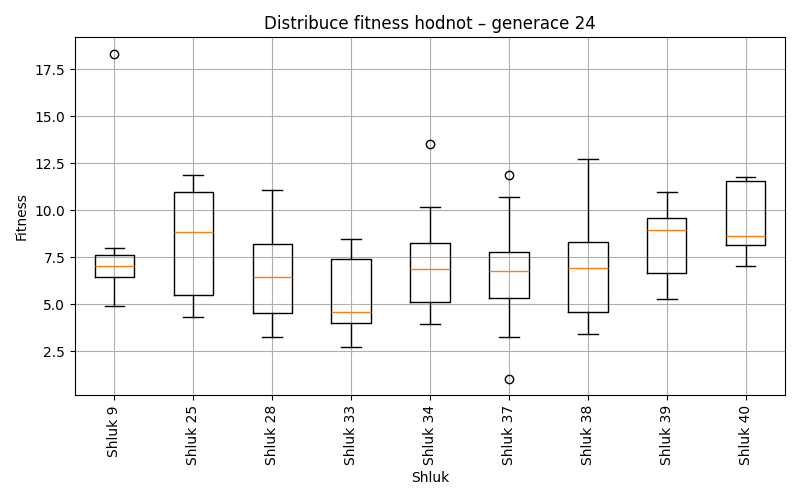 Distribuce fitness hodnot – generace 24
Fitness
17.5
15.0
12.5
10.0
7.5
5.0
2.5
Shluk 9
Shluk 25
Shluk 28
Shluk 33
Shluk 34
Shluk 37
Shluk 38
Shluk 39
Shluk 40
Shluk